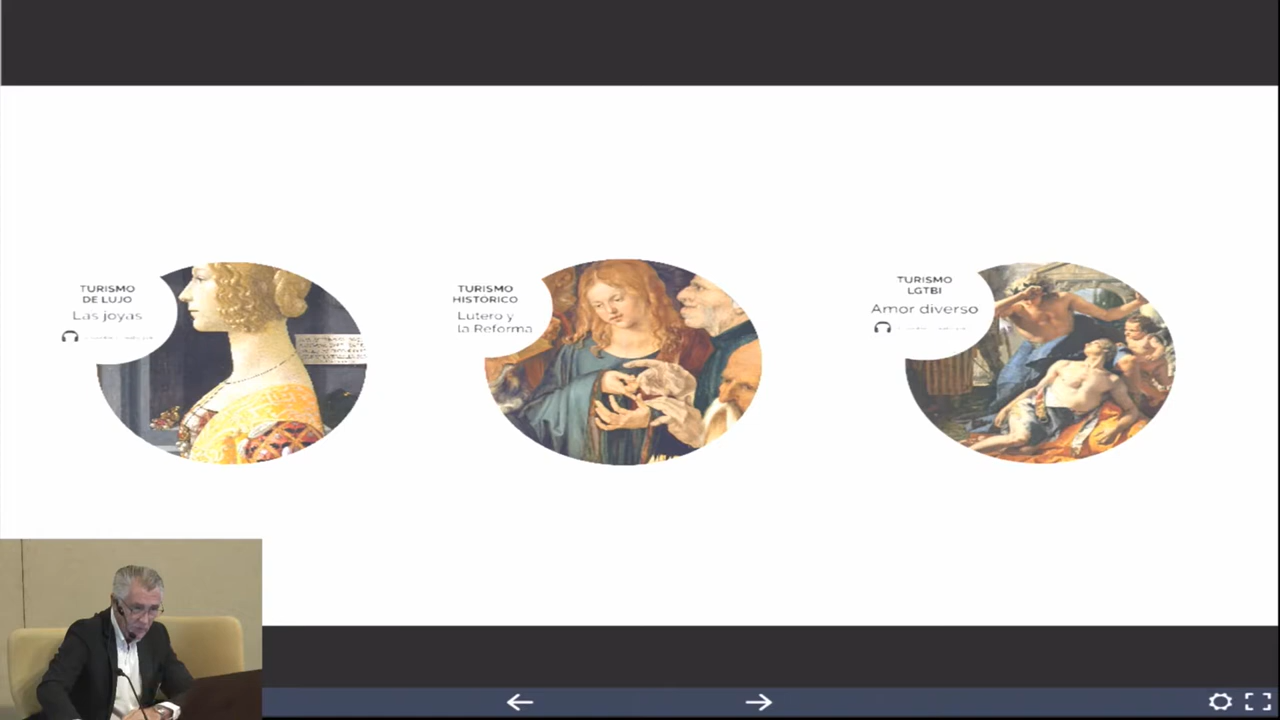 TURISMO
DE LUJO
Las joyas
TURISMO
HISTÓRICO
Lutero y
la Reforma
TURISMO
LGTBI
Amor diverso